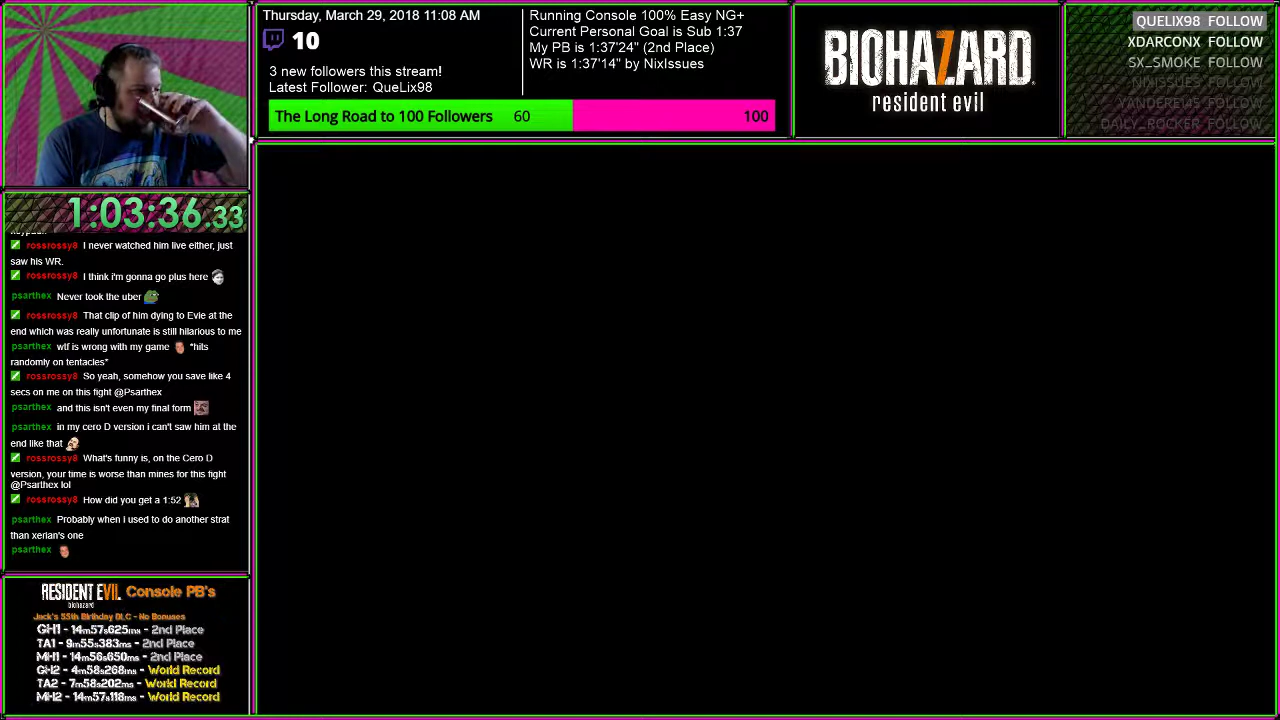 Thursday, March 29, 2018 11:08 AM
10
3 new followers this stream!
Latest Follower: QueLix98
Running Console 100% Easy NG+
Current Personal Goal is Sub 1:37
My PB is 1:37'24" (2nd Place)
WR is 1:37'14" by NixIssues
The Long Road to 100 Followers 60 100
BIOHAZARD
resident evil
QUELIX98 FOLLOW
XDARCONX FOLLOW
SX_SMOKE FOLLOW
NIXISSUES FOLLOW
YANDERE145 FOLLOW
DAILY_ROCKER FOLLOW
1:03:36.33
rossrossy8 I never watched him live either, just
saw his WR.
rossrossy8 I think i'm gonna go plus here
psarthex Never took the uber
rossrossy8 That clip of him dying to Evie at the
end which was really unfortunate is still hilarious to me
psarthex wtf is wrong with my game *hits
randomly on tentacles*
rossrossy8 So yeah, somehow you save like 4
secs on me on this fight @Psarthex
psarthex and this isn't even my final form
psarthex in my cero D version i can't saw him at the
end like that
rossrossy8 What's funny is, on the Cero D
version, your time is worse than mines for this fight
@Psarthex lol
rossrossy8 How did you get a 1:52
psarthex Probably when i used to do another strat
than xerian's one
psarthex
RESIDENT EVIL Console PB's
biohazard
Jack's 55th Birthday DLC - No Bonuses
GH1 - 14m57s625ms - 2nd Place
TA1 - 9m55s383ms - 2nd Place
MH1 - 14m56s650ms - 2nd Place
GH2 - 4m58s268ms - World Record
TA2 - 7m58s202ms - World Record
MH2 - 14m57s118ms - World Record